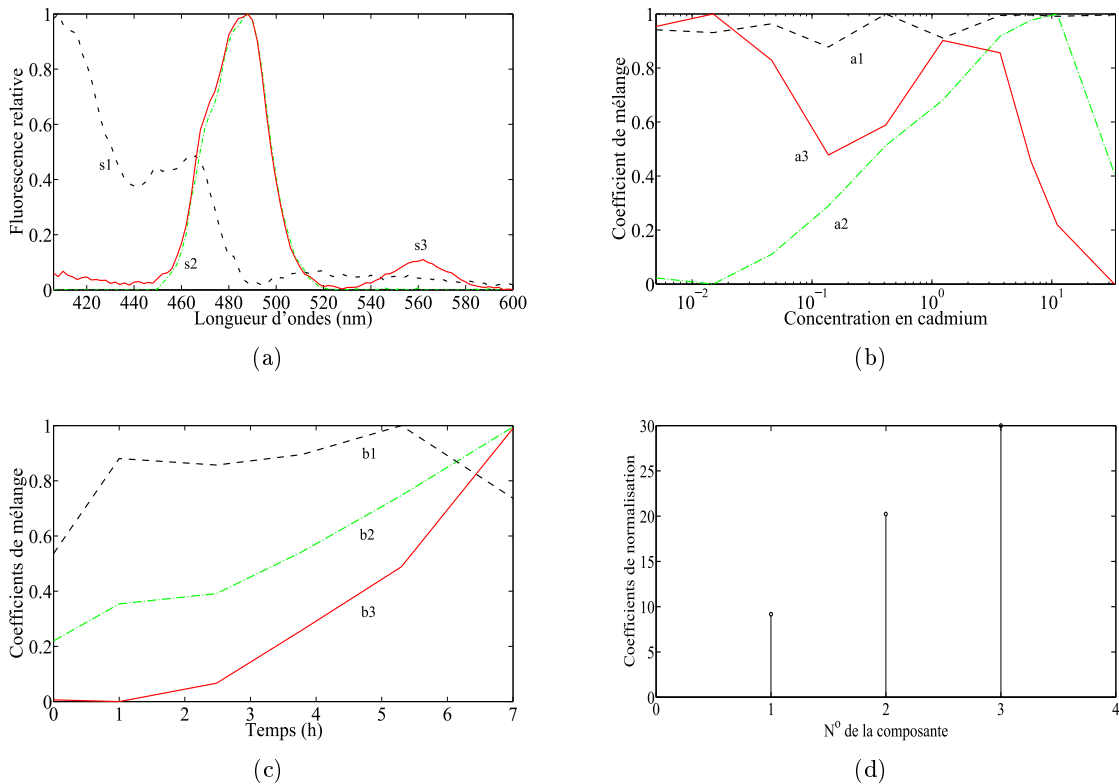 1
0.8
0.6
0.4
0.2
0
Fluorescence relative
s1
s2
s3
420 440 460 480 500 520 540 560 580 600
Longueur d'ondes (nm)
(a)
1
0.8
0.6
0.4
0.2
0
Coefficient de mélange
a1
a3
a2
10−2 10−1 100 101
Concentration en cadmium
(b)
1
0.8
0.6
0.4
0.2
0
Coefficients de mélange
b1
b2
b3
0 1 2 3 4 5 6 7
Temps (h)
(c)
30
25
20
15
10
5
0
Coefficients de normalisation
0 1 2 3 4
No de la composante
(d)